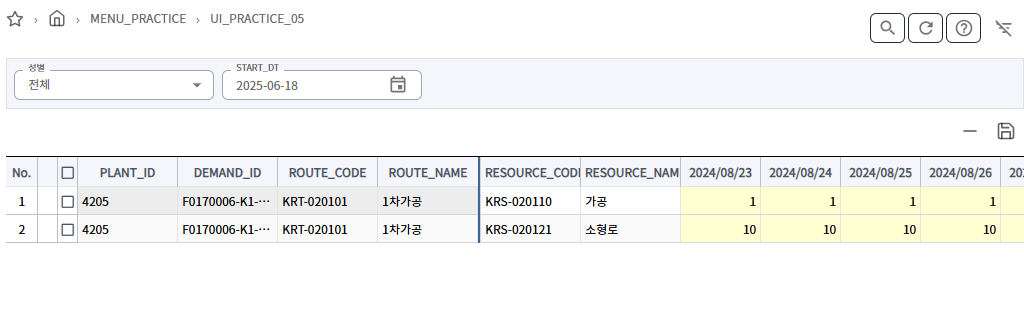 › MENU_PRACTICE › UI_PRACTICE_05
성별 START_DT
전체 2025-06-18
No. PLANT_ID DEMAND_ID ROUTE_CODE ROUTE_NAME RESOURCE_CODE RESOURCE_NAM 2024/08/23 2024/08/24 2024/08/25 2024/08/26 202
1 4205 F0170006-K1-··· KRT-020101 1차가공 KRS-020110 가공 1 1 1 1
2 4205 F0170006-K1-··· KRT-020101 1차가공 KRS-020121 소형로 10 10 10 10